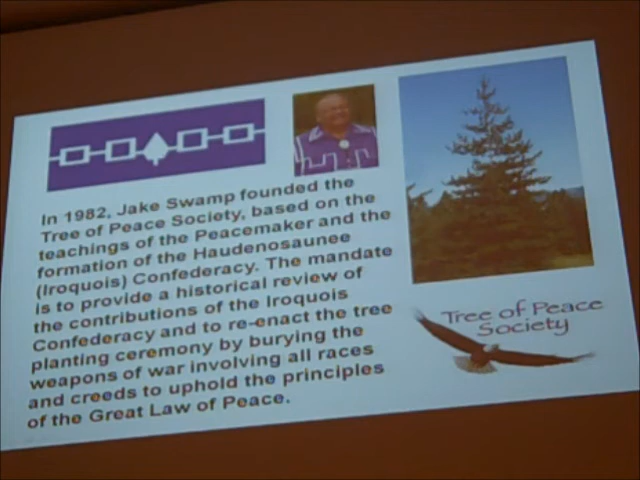 In 1982, Jake Swamp founded the
Tree of Peace Society, based on the
teachings of the Peacemaker and the
formation of the Haudenosaunee
(Iroquois) Confederacy. The mandate
is to provide a historical review of
the contributions of the Iroquois
Confederacy and to re-enact the tree
planting ceremony by burying the
weapons of war involving all races
and creeds to uphold the principles
of the Great Law of Peace.
Tree of Peace
Society